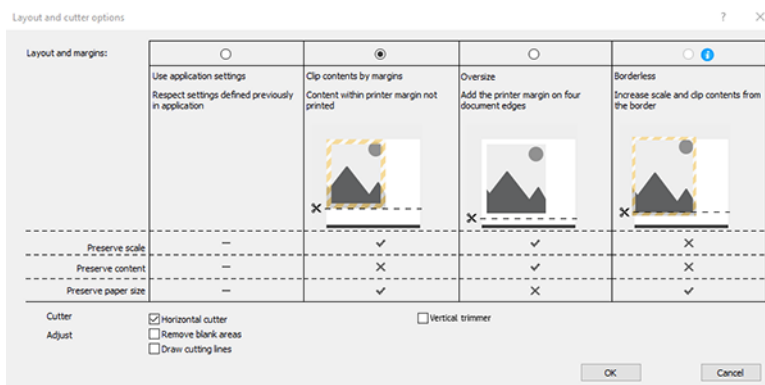 Layout and cutter options
?
Layout and margins:
Use application settings
Respect settings defined previously
in application
Clip contents by margins
Content within printer margin not
printed
Oversize
Add the printer margin on four
document edges
Borderless
Increase scale and clip contents from
the border
Preserve scale
Preserve content
Preserve paper size
Cutter
Horizontal cutter
Vertical trimmer
Adjust
Remove blank areas
Draw cutting lines
OK
Cancel